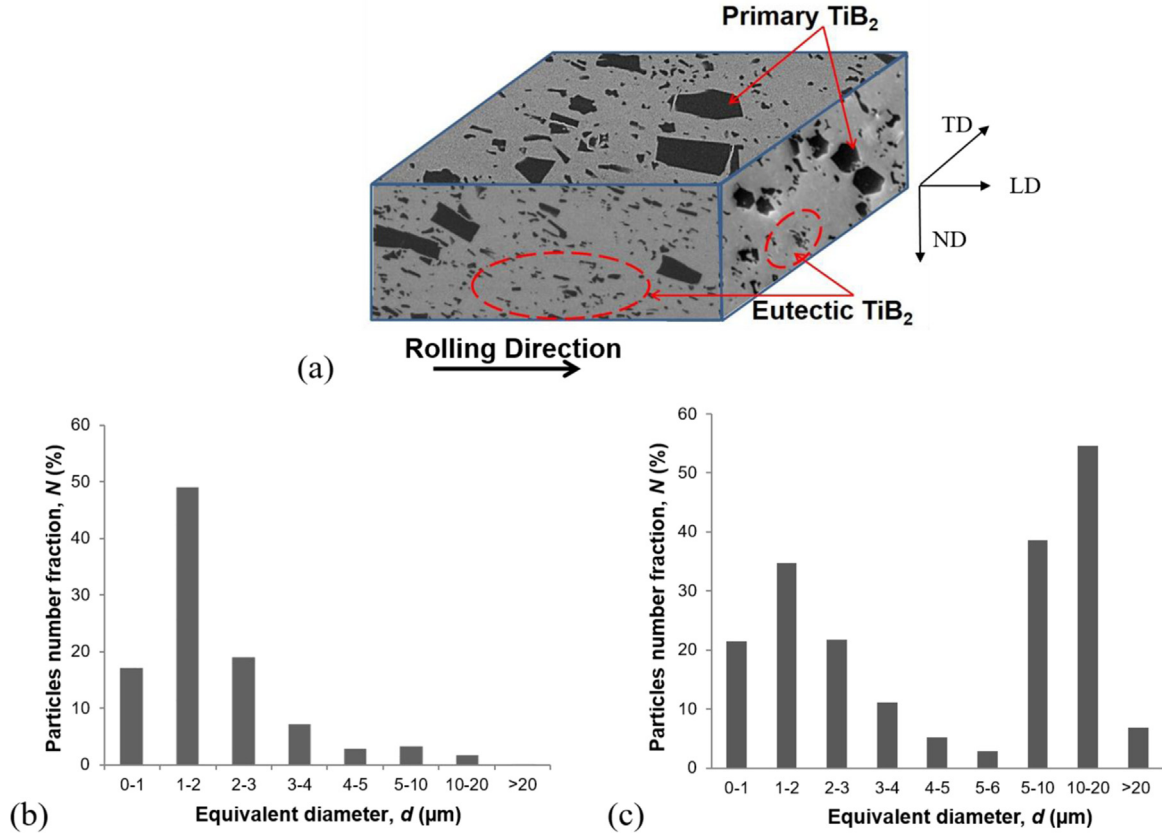 Primary TiB₂
TD
LD
ND
Eutectic TiB₂
Rolling Direction
(a)
Particles number fraction, N (%)
60
50
40
30
20
10
0
0-1 1-2 2-3 3-4 4-5 5-10 10-20 >20
Equivalent diameter, d (µm)
(b)
Particles number fraction, N (%)
60
50
40
30
20
10
0
0-1 1-2 2-3 3-4 4-5 5-6 5-10 10-20 >20
Equivalent diameter, d (µm)
(c)